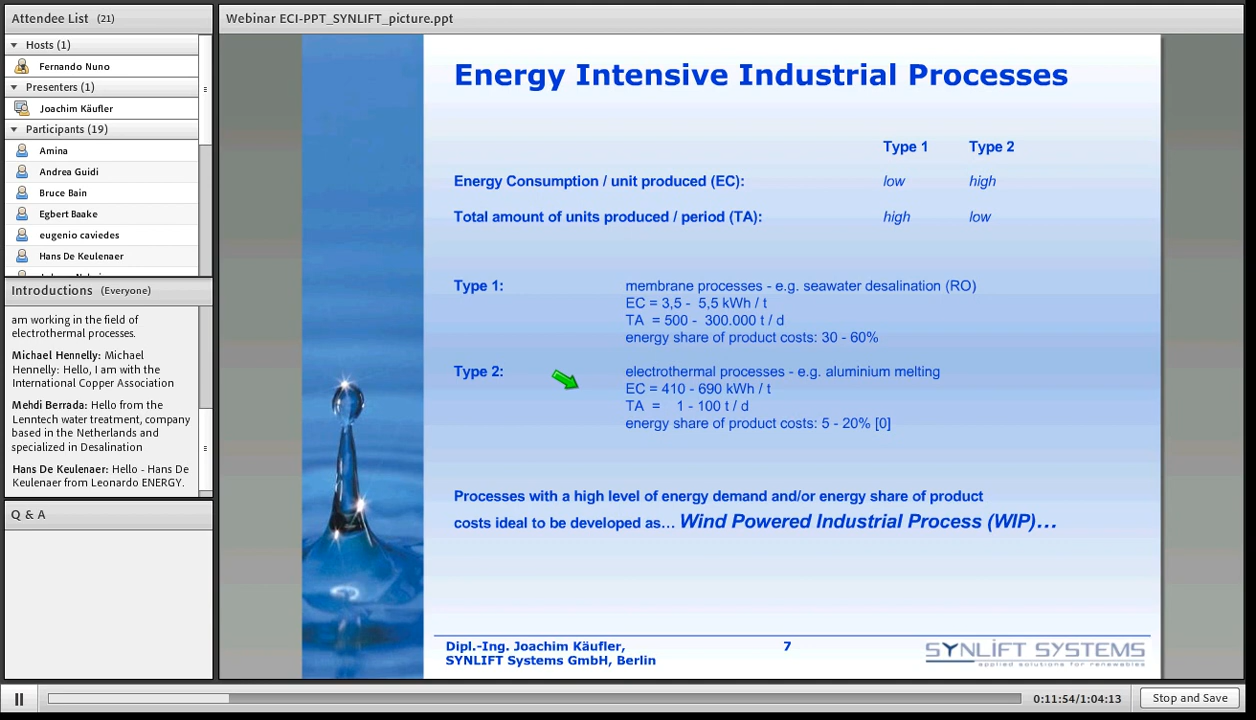 Attendee List (21)
Hosts (1)
Fernando Nuno
Presenters (1)
Joachim Käufler
Participants (19)
Amina
Andrea Guidi
Bruce Bain
Egbert Baake
eugenio caviedes
Hans De Keulenaer
Introductions (Everyone)
am working in the field of
electrothermal processes.
Michael Hennelly: Michael
Hennelly: Hello, I am with the
International Copper Association
Mehdi Berrada: Hello from the
Lenntech water treatment, company
based in the Netherlands and
specialized in Desalination
Hans De Keulenaer: Hello - Hans De
Keulenaer from Leonardo ENERGY.
Q & A
Webinar ECI-PPT_SYNLIFT_picture.ppt
Energy Intensive Industrial Processes
Type 1 Type 2
Energy Consumption / unit produced (EC): low high
Total amount of units produced / period (TA): high low
Type 1: membrane processes - e.g. seawater desalination (RO)
EC = 3,5 - 5,5 kWh / t
TA = 500 - 300.000 t / d
energy share of product costs: 30 - 60%
Type 2: electrothermal processes - e.g. aluminium melting
EC = 410 - 690 kWh / t
TA = 1 - 100 t / d
energy share of product costs: 5 - 20% [0]
Processes with a high level of energy demand and/or energy share of product
costs ideal to be developed as... Wind Powered Industrial Process (WIP)...
Dipl.-Ing. Joachim Käufler,
SYNLIFT Systems GmbH, Berlin
7
SYNLIFT SYSTEMS
applied solutions for renewables
0:11:54/1:04:13
Stop and Save